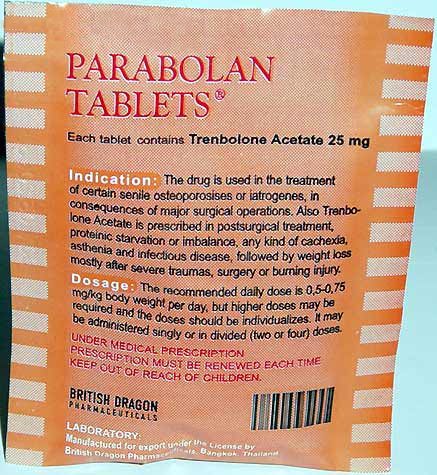 PARABOLAN
TABLETS®
Each tablet contains Trenbolone Acetate 25 mg
Indication: The drug is used in the treatment
of certain senile osteoporosises or iatrogenes, in
consequences of major surgical operations. Also Trenbo-
lone Acetate is prescribed in postsurgical treatment,
proteinic starvation or imbalance, any kind of cachexia,
asthenia and infectious disease, followed by weight loss
mostly after severe traumas, surgery or burning injury.
Dosage: The recommended daily dose is 0,5-0,75
mg/kg body weight per day, but higher doses may be
required and the doses should be individualizes. It may
be administered singly or in divided (two or four) doses.
UNDER MEDICAL PRESCRIPTION
PRESCRIPTION MUST BE RENEWED EACH TIME
KEEP OUT OF REACH OF CHILDREN.
BRITISH DRAGON
PHARMACEUTICALS
LABORATORY:
Manufactured for export under the License by
British Dragon Pharmaceuticals, Bangkok, Thailand